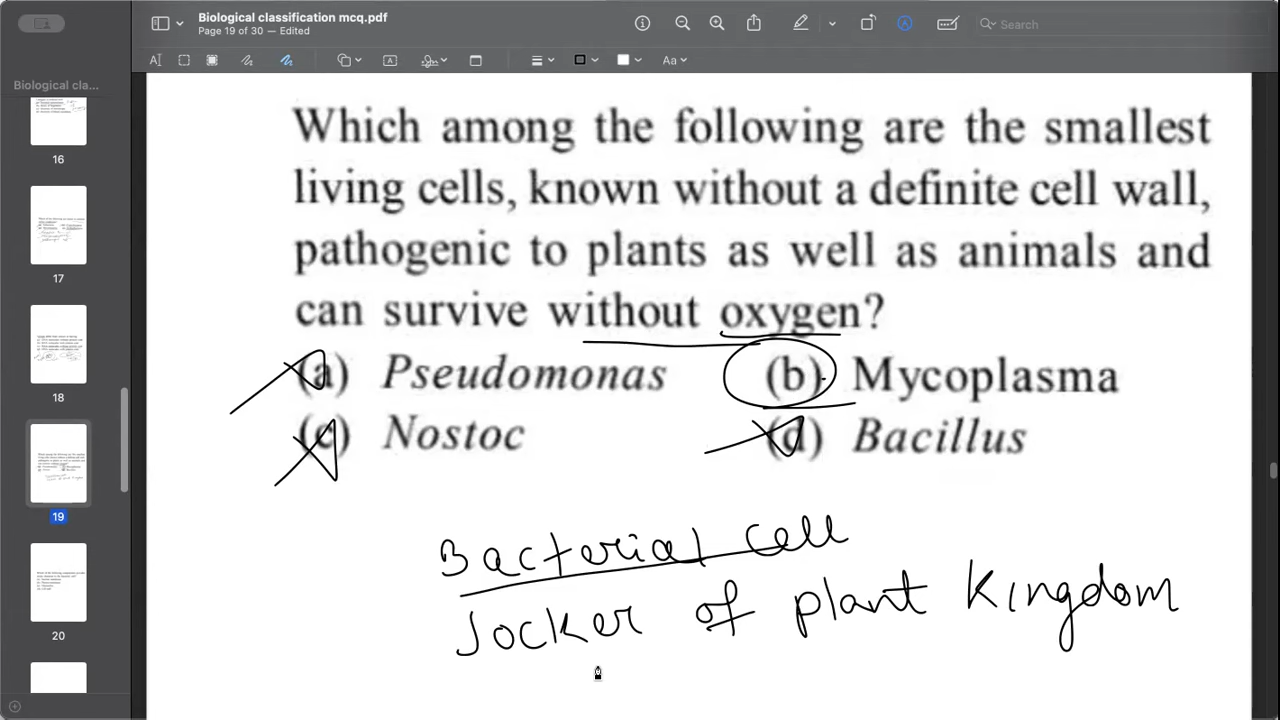 Biological classification mcq.pdf
Page 19 of 30 — Edited
Search
Biological cla...
16
17
18
19
20
Which among the following are the smallest
living cells, known without a definite cell wall,
pathogenic to plants as well as animals and
can survive without oxygen?
(a) Pseudomonas (b) Mycoplasma
(c) Nostoc (d) Bacillus
Bacterial cell
Jocker of plant Kingdom